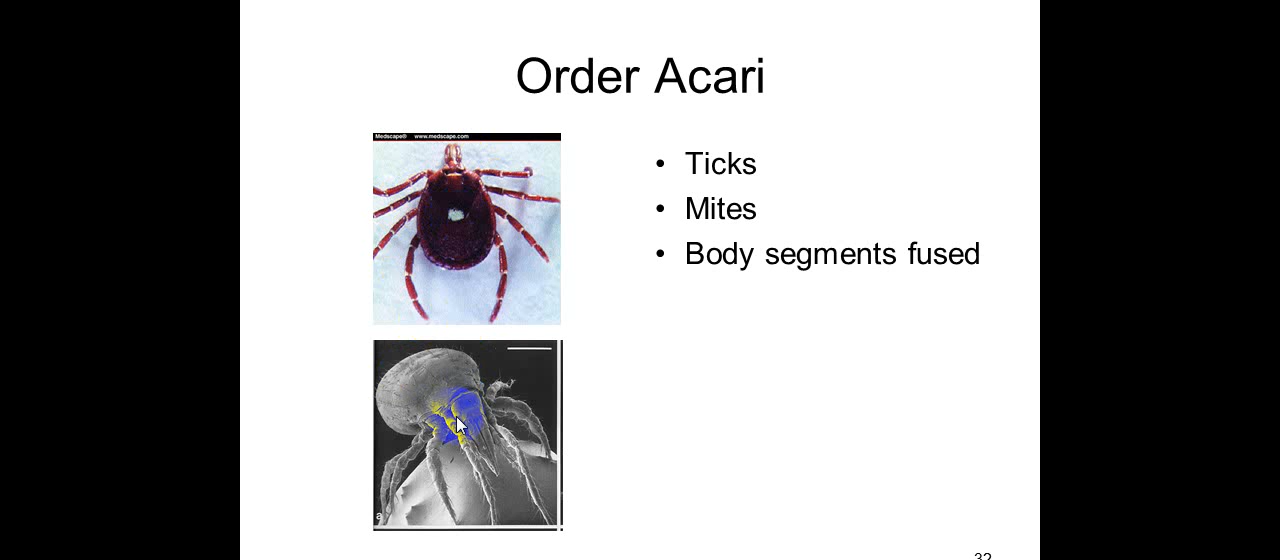 Order Acari
Medscape® www.medscape.com
• Ticks
• Mites
• Body segments fused
a
32